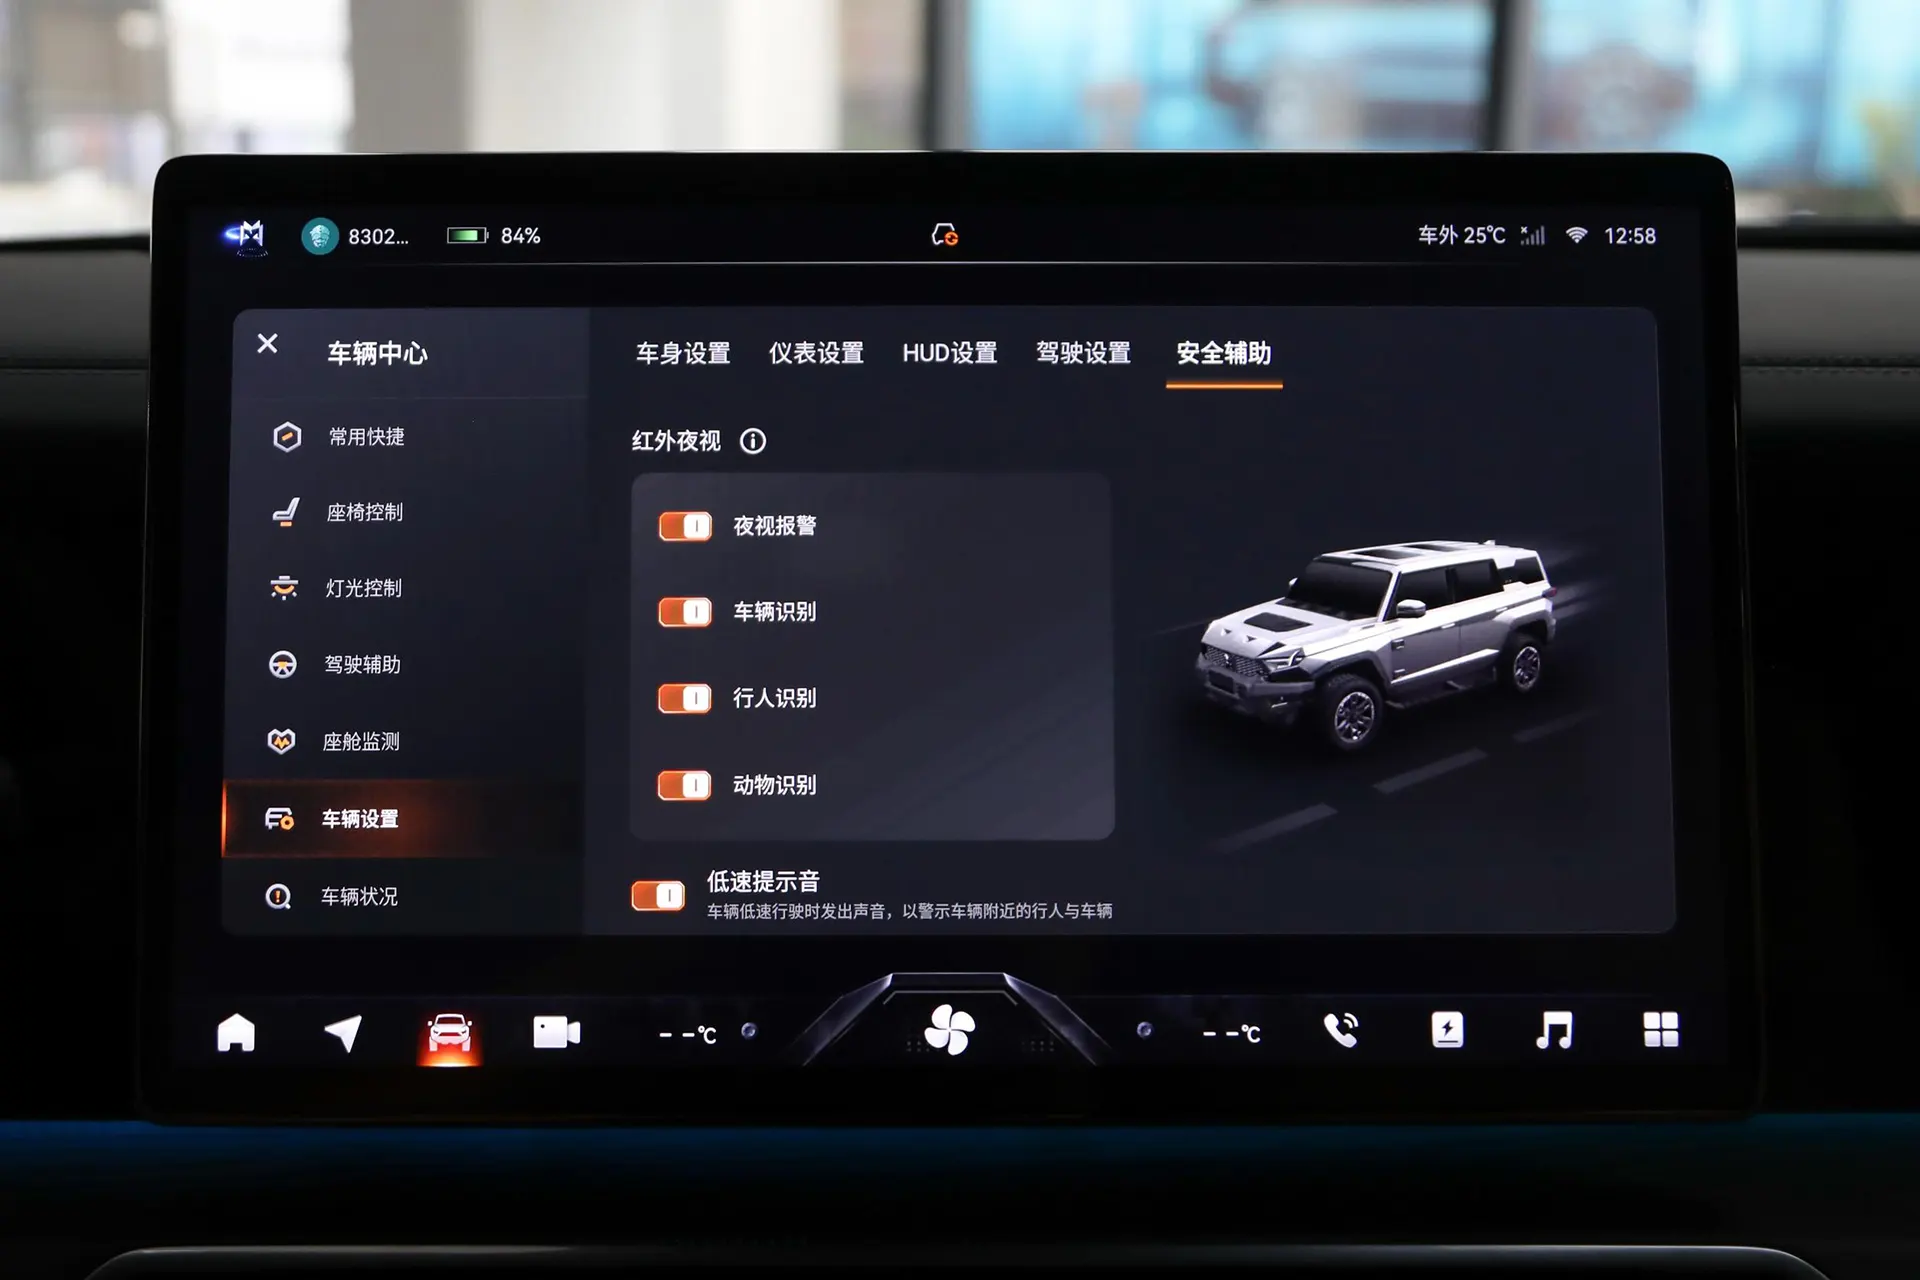 8302...
84%
车外 25℃
12:58
车辆中心
常用快捷
座椅控制
灯光控制
驾驶辅助
座舱监测
车辆设置
车辆状况
车身设置 仪表设置 HUD设置 驾驶设置 安全辅助
红外夜视
夜视报警
车辆识别
行人识别
动物识别
低速提示音
车辆低速行驶时发出声音，以警示车辆附近的行人与车辆
--℃
--℃